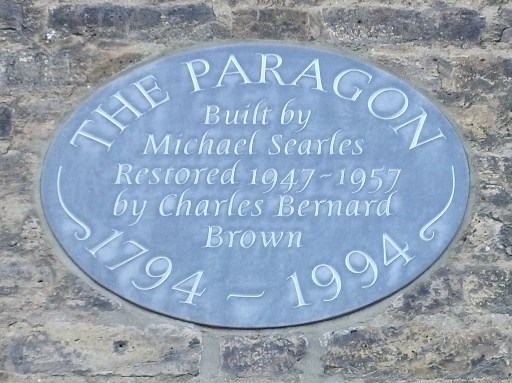 THE PARAGON
Built by
Michael Searles
Restored 1947~1957
by Charles Bernard
Brown
1794 ~ 1994